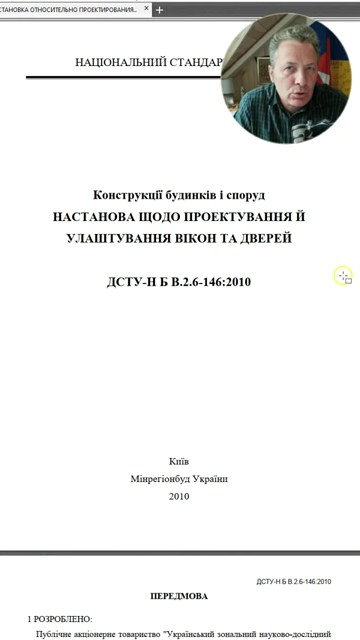 СТАНОВКА ОТНОСИТЕЛЬНО ПРОЕКТИРОВАНИЯ..
НАЦІОНАЛЬНИЙ СТАНДАР
Конструкції будинків і споруд
НАСТАНОВА ЩОДО ПРОЕКТУВАННЯ Й
УЛАШТУВАННЯ ВІКОН ТА ДВЕРЕЙ
ДСТУ-Н Б В.2.6-146:2010
Київ
Мінрегіонбуд України
2010
ДСТУ-Н Б В.2.6-146:2010
ПЕРЕДМОВА
1 РОЗРОБЛЕНО:
Публічне акціонерне товариство "Український зональний науково-дослідний